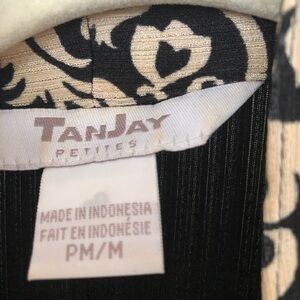 TANJAY
PETITES
MADE IN INDONESIA
FAIT EN INDONÉSIE
PM/M